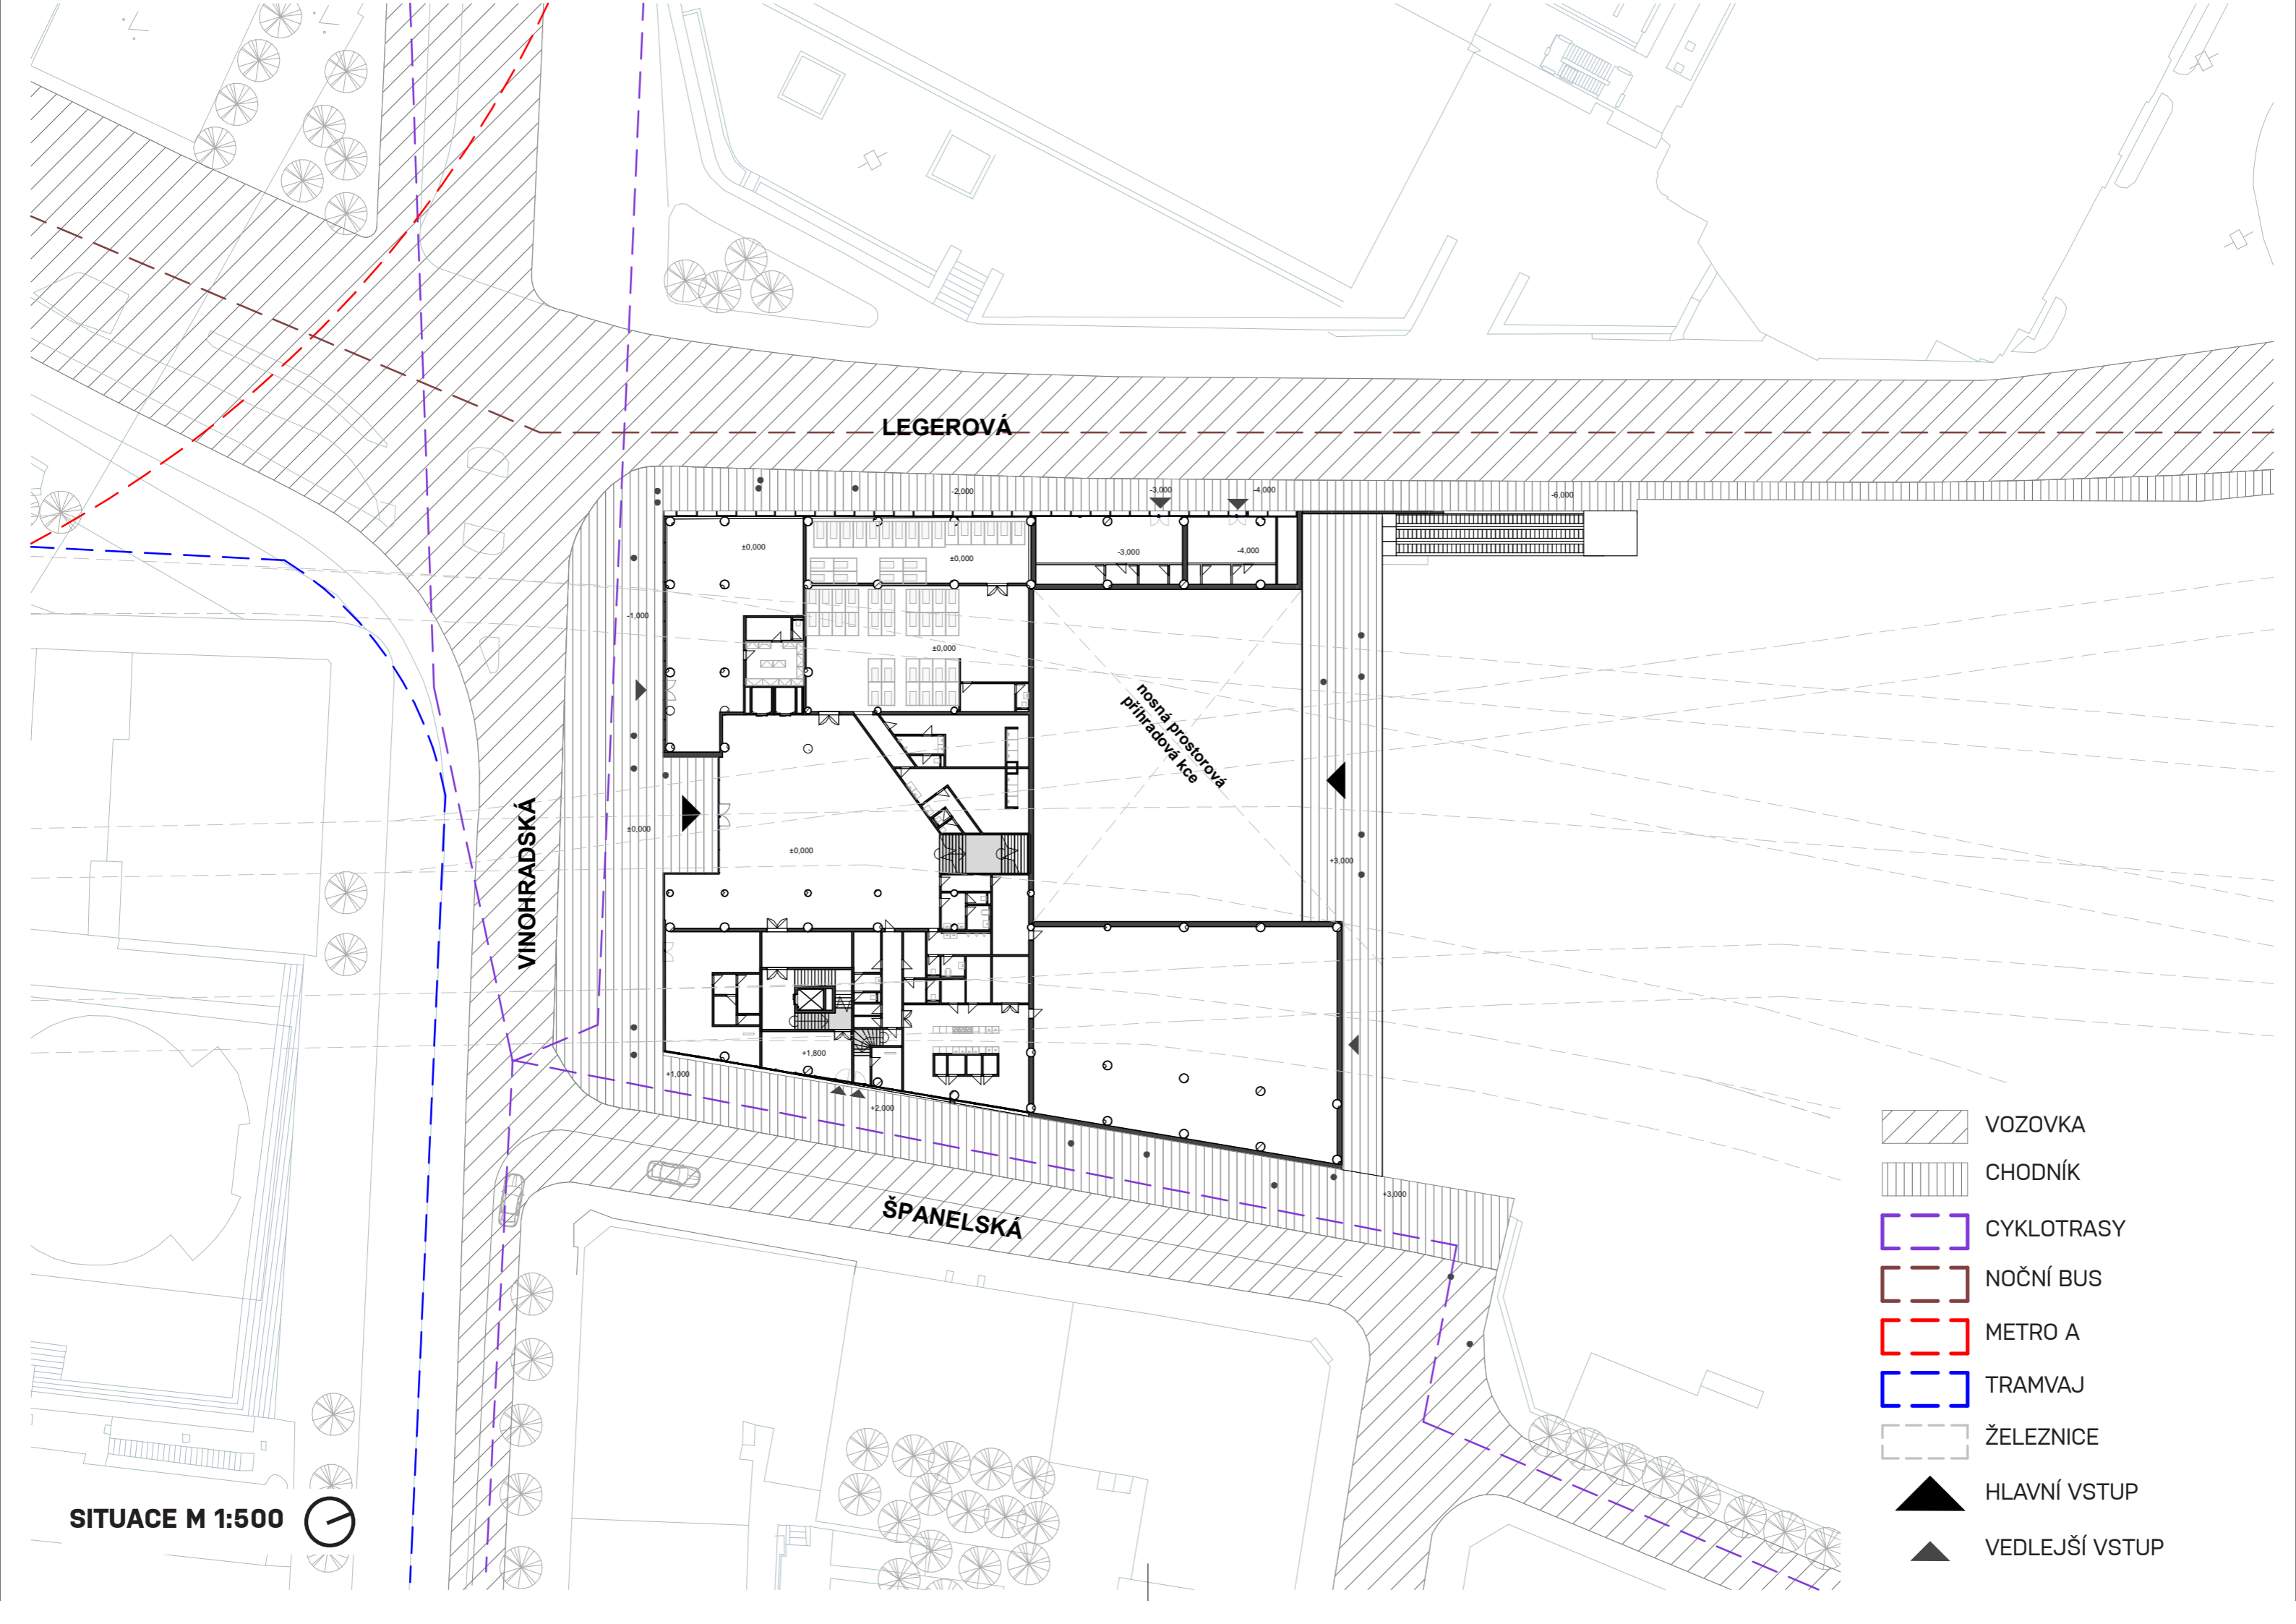 LEGEROVÁ
-2,000
-3,000
-4,000
-6,000
±0,000
±0,000
-3,000
-4,000
-1,000
±0,000
nosná prostorová
příhradová kce
VINOHRADSKÁ
±0,000
±0,000
+3,000
+1,800
+1,000
+2,000
+3,000
ŠPANELSKÁ
VOZOVKA
CHODNÍK
CYKLOTRASY
NOČNÍ BUS
METRO A
TRAMVAJ
ŽELEZNICE
HLAVNÍ VSTUP
VEDLEJŠÍ VSTUP
SITUACE M 1:500